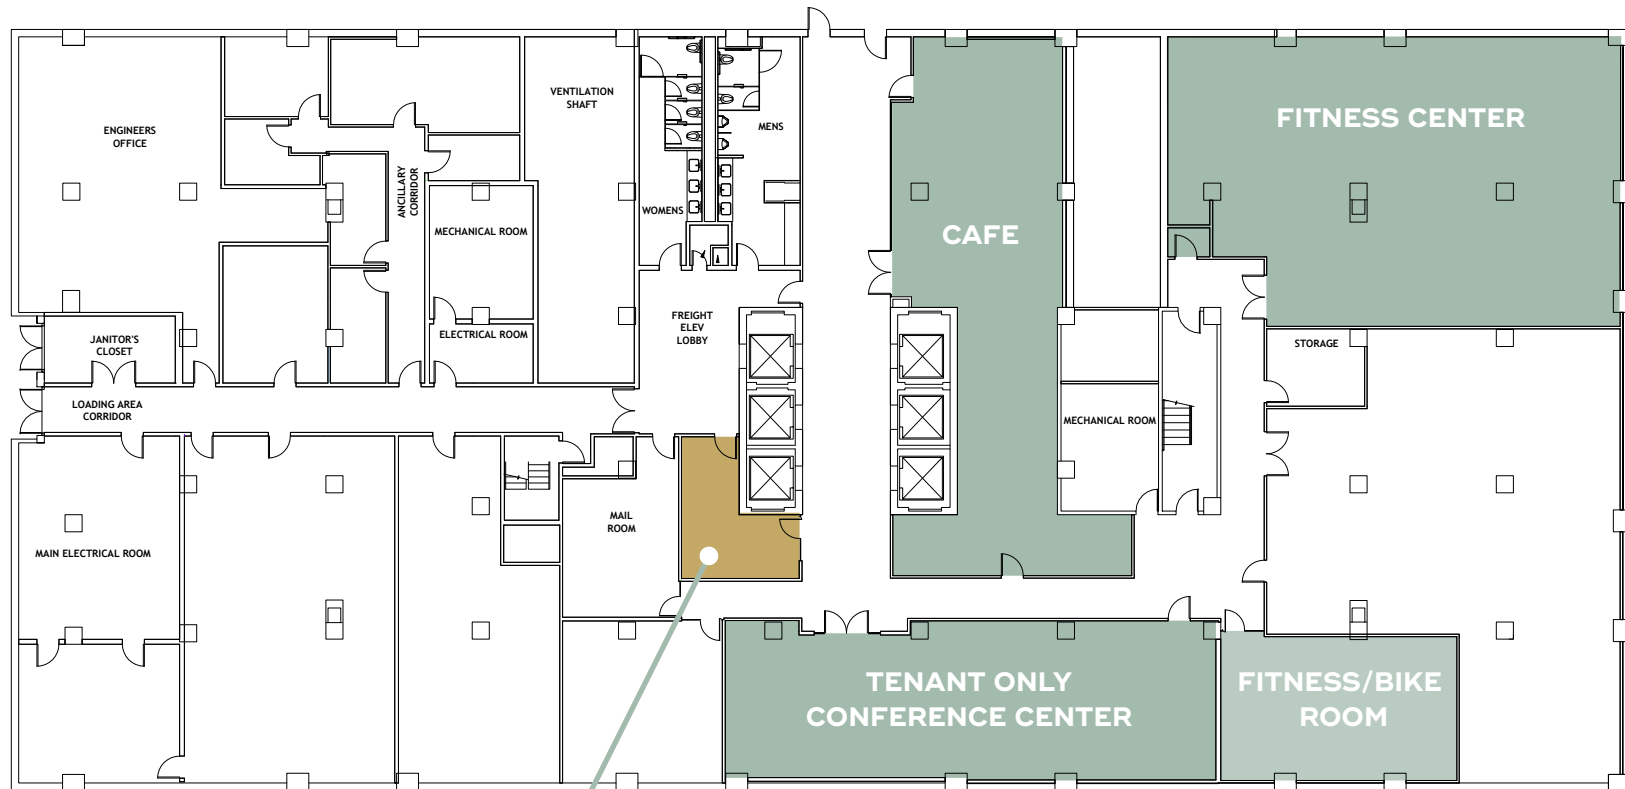 ENGINEERS
OFFICE
VENTILATION
SHAFT
MENS
WOMENS
ANCILLARY
CORRIDOR
MECHANICAL ROOM
ELECTRICAL ROOM
JANITOR'S
CLOSET
LOADING AREA
CORRIDOR
FREIGHT
ELEV
LOBBY
CAFE
FITNESS CENTER
STORAGE
MECHANICAL ROOM
MAIN ELECTRICAL ROOM
MAIL
ROOM
TENANT ONLY
CONFERENCE CENTER
FITNESS/BIKE
ROOM